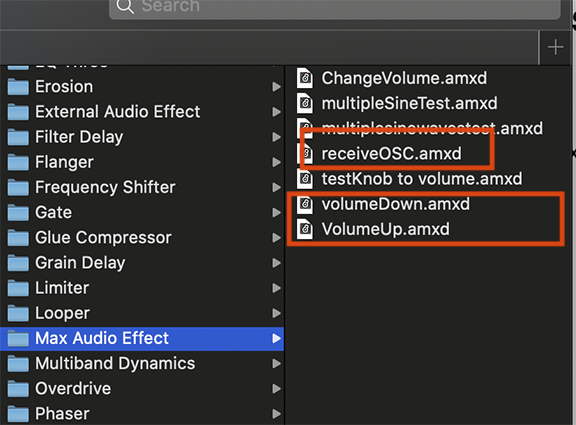 Search
EQ Three
Erosion
External Audio Effect
Filter Delay
Flanger
Frequency Shifter
Gate
Glue Compressor
Grain Delay
Limiter
Looper
Max Audio Effect
Multiband Dynamics
Overdrive
Phaser
ChangeVolume.amxd
multipleSineTest.amxd
multiplesinewavestest.amxd
receiveOSC.amxd
testKnob to volume.amxd
volumeDown.amxd
VolumeUp.amxd